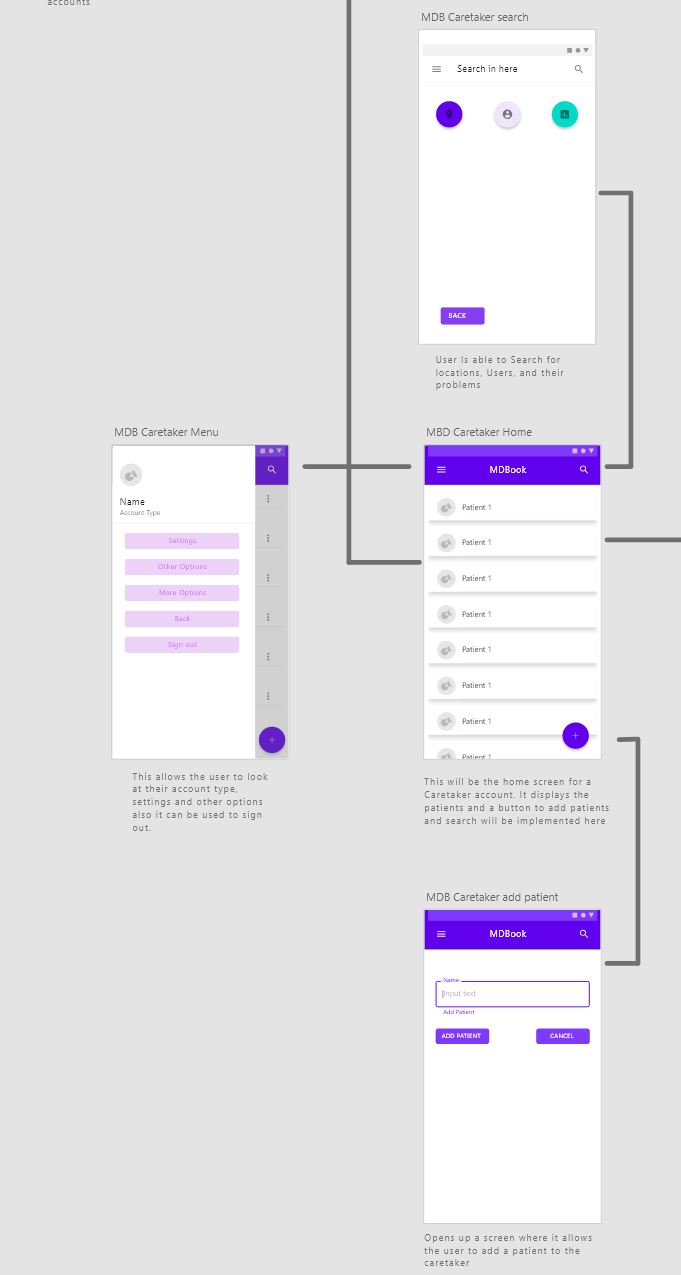 accounts
MDB Caretaker search
Search in here
BACK
User Is able to Search for
locations, Users, and their
problems
MDB Caretaker Menu
Name
Account Type
Settings
Other Options
More Options
Back
Sign out
This allows the user to look
at their account type,
settings and other options
also it can be used to sign
out.
MBD Caretaker Home
MDBook
Patient 1
Patient 1
Patient 1
Patient 1
Patient 1
Patient 1
Patient 1
Patient 1
This will be the home screen for a
Caretaker account. It displays the
patients and a button to add patients
and search will be implemented here
MDB Caretaker add patient
MDBook
Name
Input text
Add Patient
ADD PATIENT
CANCEL
Opens up a screen where it allows
the user to add a patient to the
caretaker